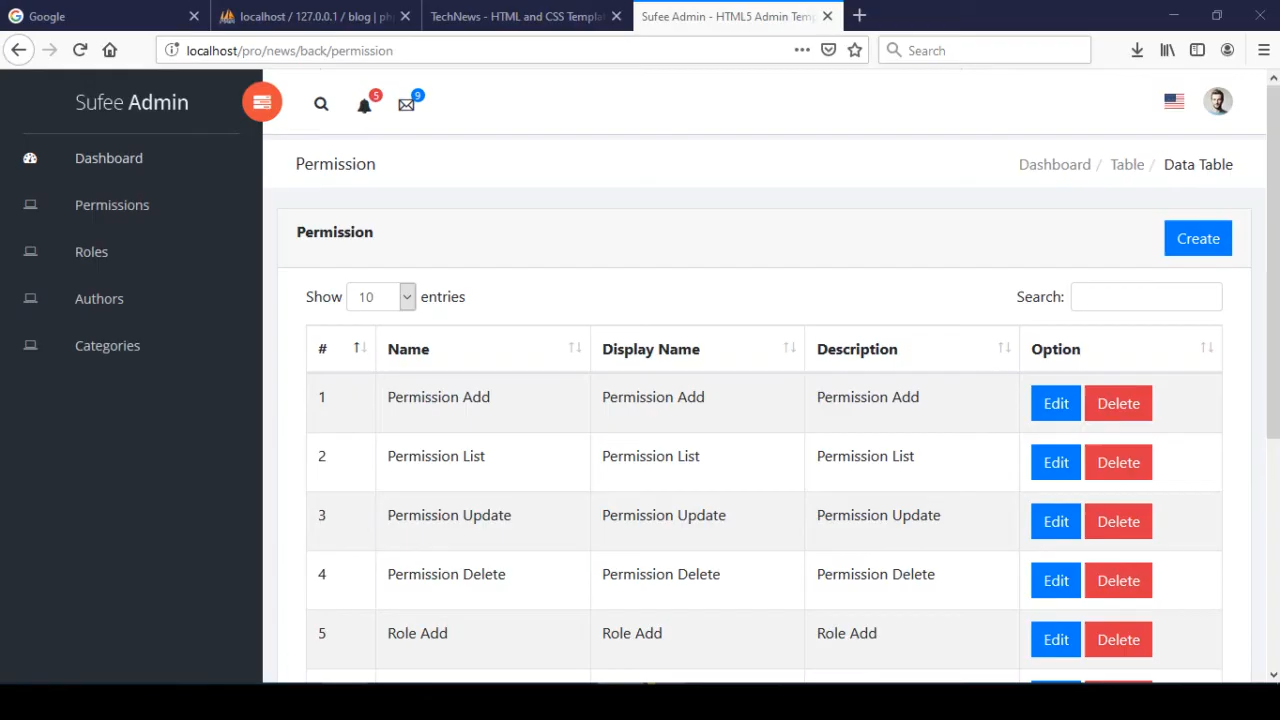 Google
localhost / 127.0.0.1 / blog | ph
TechNews - HTML and CSS Templa
Sufee Admin - HTML5 Admin Temp
localhost/pro/news/back/permission
Search
Sufee Admin
5
9
Dashboard
Permissions
Roles
Authors
Categories
Permission
Dashboard / Table / Data Table
Permission
Create
Show 10 entries
Search:
# Name Display Name Description Option
1 Permission Add Permission Add Permission Add Edit Delete
2 Permission List Permission List Permission List Edit Delete
3 Permission Update Permission Update Permission Update Edit Delete
4 Permission Delete Permission Delete Permission Delete Edit Delete
5 Role Add Role Add Role Add Edit Delete